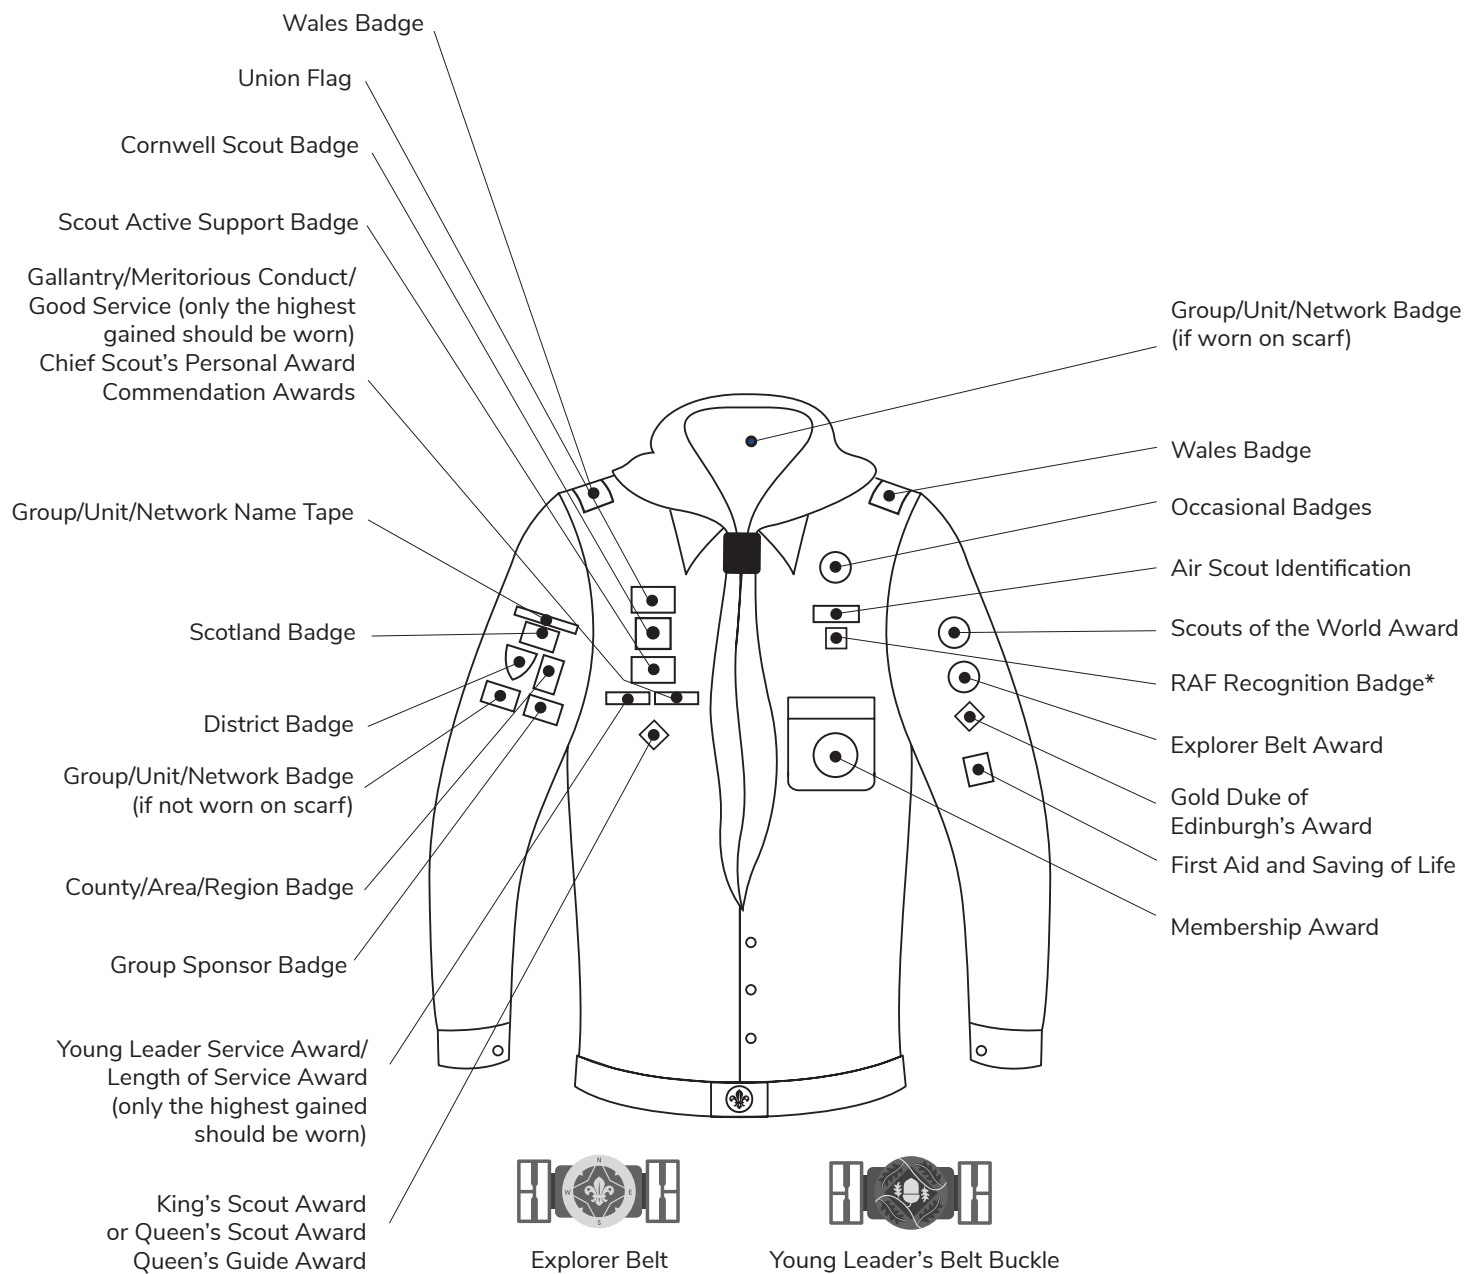 Wales Badge
Union Flag
Cornwell Scout Badge
Scout Active Support Badge
Gallantry/Meritorious Conduct/
Good Service (only the highest
gained should be worn)
Chief Scout’s Personal Award
Commendation Awards
Group/Unit/Network Name Tape
Scotland Badge
District Badge
Group/Unit/Network Badge
(if not worn on scarf)
County/Area/Region Badge
Group Sponsor Badge
Young Leader Service Award/
Length of Service Award
(only the highest gained
should be worn)
King’s Scout Award
or Queen’s Scout Award
Queen’s Guide Award
Group/Unit/Network Badge
(if worn on scarf)
Wales Badge
Occasional Badges
Air Scout Identification
Scouts of the World Award
RAF Recognition Badge*
Explorer Belt Award
Gold Duke of
Edinburgh’s Award
First Aid and Saving of Life
Membership Award
N
W E
S
Explorer Belt
Young Leader’s Belt Buckle